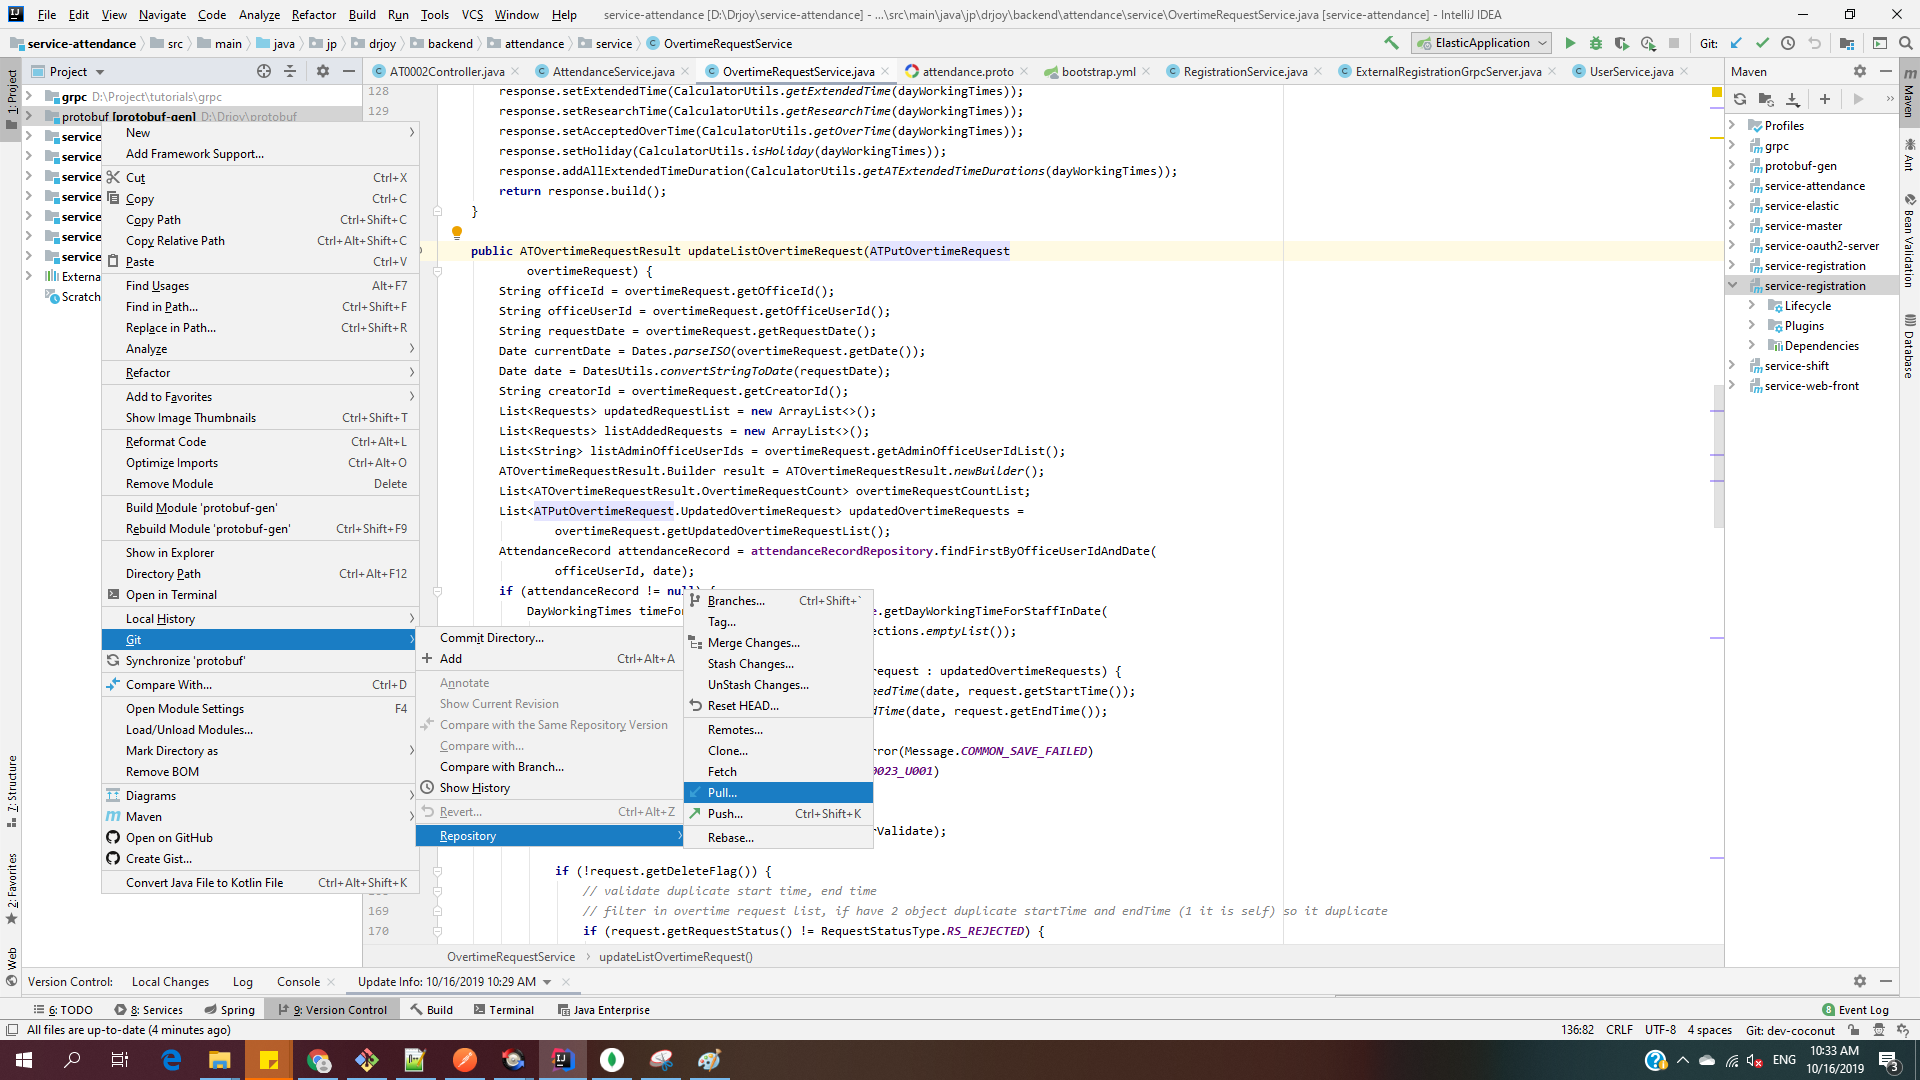 File Edit View Navigate Code Analyze Refactor Build Run Tools VCS Window Help service-attendance [D:\Drjoy\service-attendance] - ...\src\main\java\jp\drjoy\backend\attendance\service\OvertimeRequestService.java [service-attendance] - IntelliJ IDEA
service-attendance src main java jp drjoy backend attendance service OvertimeRequestService ElasticApplication Git:
Project AT0002Controller.java AttendanceService.java OvertimeRequestService.java attendance.proto bootstrap.yml RegistrationService.java ExternalRegistrationGrpcServer.java UserService.java Maven
1: Project
7: Structure
2: Favorites
Web
grpc D:\Project\tutorials\grpc
protobuf [protobuf-gen] D:\Drjoy\protobuf
service
service
service
service
service
service
service
Externa
Scratch
New
Add Framework Support...
Cut Ctrl+X
Copy Ctrl+C
Copy Path Ctrl+Shift+C
Copy Relative Path Ctrl+Alt+Shift+C
Paste Ctrl+V
Find Usages Alt+F7
Find in Path... Ctrl+Shift+F
Replace in Path... Ctrl+Shift+R
Analyze
Refactor
Add to Favorites
Show Image Thumbnails Ctrl+Shift+T
Reformat Code Ctrl+Alt+L
Optimize Imports Ctrl+Alt+O
Remove Module Delete
Build Module 'protobuf-gen'
Rebuild Module 'protobuf-gen' Ctrl+Shift+F9
Show in Explorer
Directory Path Ctrl+Alt+F12
Open in Terminal
Local History
Git
Synchronize 'protobuf'
Compare With... Ctrl+D
Open Module Settings F4
Load/Unload Modules...
Mark Directory as
Remove BOM
Diagrams
Maven
Open on GitHub
Create Gist...
Convert Java File to Kotlin File Ctrl+Alt+Shift+K
Commit Directory...
Add Ctrl+Alt+A
Annotate
Show Current Revision
Compare with the Same Repository Version
Compare with...
Compare with Branch...
Show History
Revert... Ctrl+Alt+Z
Repository
Branches... Ctrl+Shift+`
Tag...
Merge Changes...
Stash Changes...
UnStash Changes...
Reset HEAD...
Remotes...
Clone...
Fetch
Pull...
Push... Ctrl+Shift+K
Rebase...
128 response.setExtendedTime(CalculatorUtils.getExtendedTime(dayWorkingTimes));
129 response.setResearchTime(CalculatorUtils.getResearchTime(dayWorkingTimes));
response.setAcceptedOverTime(CalculatorUtils.getOverTime(dayWorkingTimes));
response.setHoliday(CalculatorUtils.isHoliday(dayWorkingTimes));
response.addAllExtendedTimeDuration(CalculatorUtils.getATExtendedTimeDurations(dayWorkingTimes));
return response.build();
}
public ATOvertimeRequestResult updateListOvertimeRequest(ATPutOvertimeRequest
overtimeRequest) {
String officeId = overtimeRequest.getOfficeId();
String officeUserId = overtimeRequest.getOfficeUserId();
String requestDate = overtimeRequest.getRequestDate();
Date currentDate = Dates.parseISO(overtimeRequest.getDate());
Date date = DatesUtils.convertStringToDate(requestDate);
String creatorId = overtimeRequest.getCreatorId();
List<Requests> updatedRequestList = new ArrayList<>();
List<Requests> listAddedRequests = new ArrayList<>();
List<String> listAdminOfficeUserIds = overtimeRequest.getAdminOfficeUserIdList();
ATOvertimeRequestResult.Builder result = ATOvertimeRequestResult.newBuilder();
List<ATOvertimeRequestResult.OvertimeRequestCount> overtimeRequestCountList;
List<ATPutOvertimeRequest.UpdatedOvertimeRequest> updatedOvertimeRequests =
overtimeRequest.getUpdatedOvertimeRequestList();
AttendanceRecord attendanceRecord = attendanceRecordRepository.findFirstByOfficeUserIdAndDate(
officeUserId, date);
if (attendanceRecord != null) {
DayWorkingTimes timeFo e.getDayWorkingTimeForStaffInDate(
ections.emptyList());
request : updatedOvertimeRequests) {
eedTime(date, request.getStartTime());
dTime(date, request.getEndTime());
rror(Message.COMMON_SAVE_FAILED)
0023_U001)
rValidate);
if (!request.getDeleteFlag()) {
// validate duplicate start time, end time
169 // filter in overtime request list, if have 2 object duplicate startTime and endTime (1 it is self) so it duplicate
170 if (request.getRequestStatus() != RequestStatusType.RS_REJECTED) {
OvertimeRequestService › updateListOvertimeRequest()
Profiles
grpc
protobuf-gen
service-attendance
service-elastic
service-master
service-oauth2-server
service-registration
service-registration
Lifecycle
Plugins
Dependencies
service-shift
service-web-front
Maven
Ant
Bean Validation
Database
Version Control: Local Changes Log Console Update Info: 10/16/2019 10:29 AM
6: TODO 8: Services Spring 9: Version Control Build Terminal Java Enterprise 8 Event Log
All files are up-to-date (4 minutes ago) 136:82 CRLF UTF-8 4 spaces Git: dev-coconut
ENG 10:33 AM
10/16/2019 3